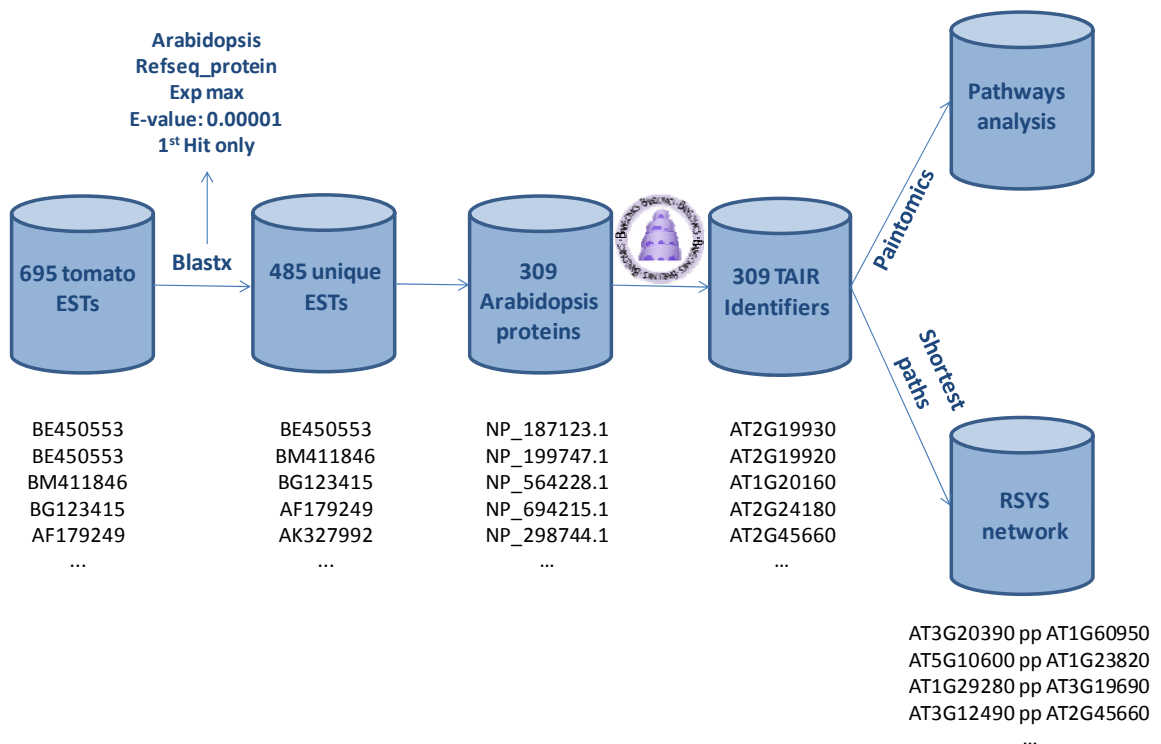 Arabidopsis
Refseq_protein
Exp max
E-value: 0.00001
1st Hit only
695 tomato
ESTs
Blastx
485 unique
ESTs
309
Arabidopsis
proteins
309 TAIR
Identifiers
Paintomics
Pathways
analysis
Shortest
paths
RSYS
network
BE450553
BE450553
BM411846
BG123415
AF179249
...
BE450553
BM411846
BG123415
AF179249
AK327992
...
NP_187123.1
NP_199747.1
NP_564228.1
NP_694215.1
NP_298744.1
...
AT2G19930
AT2G19920
AT1G20160
AT2G24180
AT2G45660
...
AT3G20390 pp AT1G60950
AT5G10600 pp AT1G23820
AT1G29280 pp AT3G19690
AT3G12490 pp AT2G45660
...